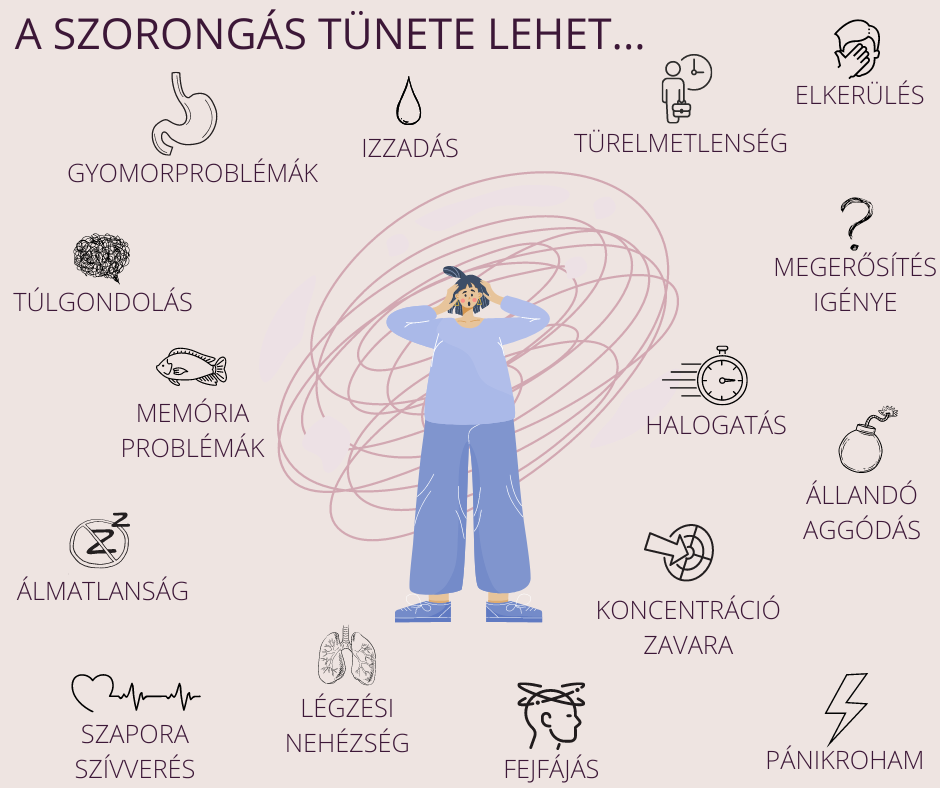 A SZORONGÁS TÜNETE LEHET...
ELKERÜLÉS
IZZADÁS
TÜRELMETLENSÉG
GYOMORPROBLÉMÁK
MEGERŐSÍTÉS
IGÉNYE
TÚLGONDOLÁS
MEMÓRIA
PROBLÉMÁK
HALOGATÁS
ÁLLANDÓ
AGGÓDÁS
ÁLMATLANSÁG
KONCENTRÁCIÓ
ZAVARA
LÉGZÉSI
NEHÉZSÉG
SZAPORA
SZÍVVERÉS
FEJFÁJÁS
PÁNIKROHAM